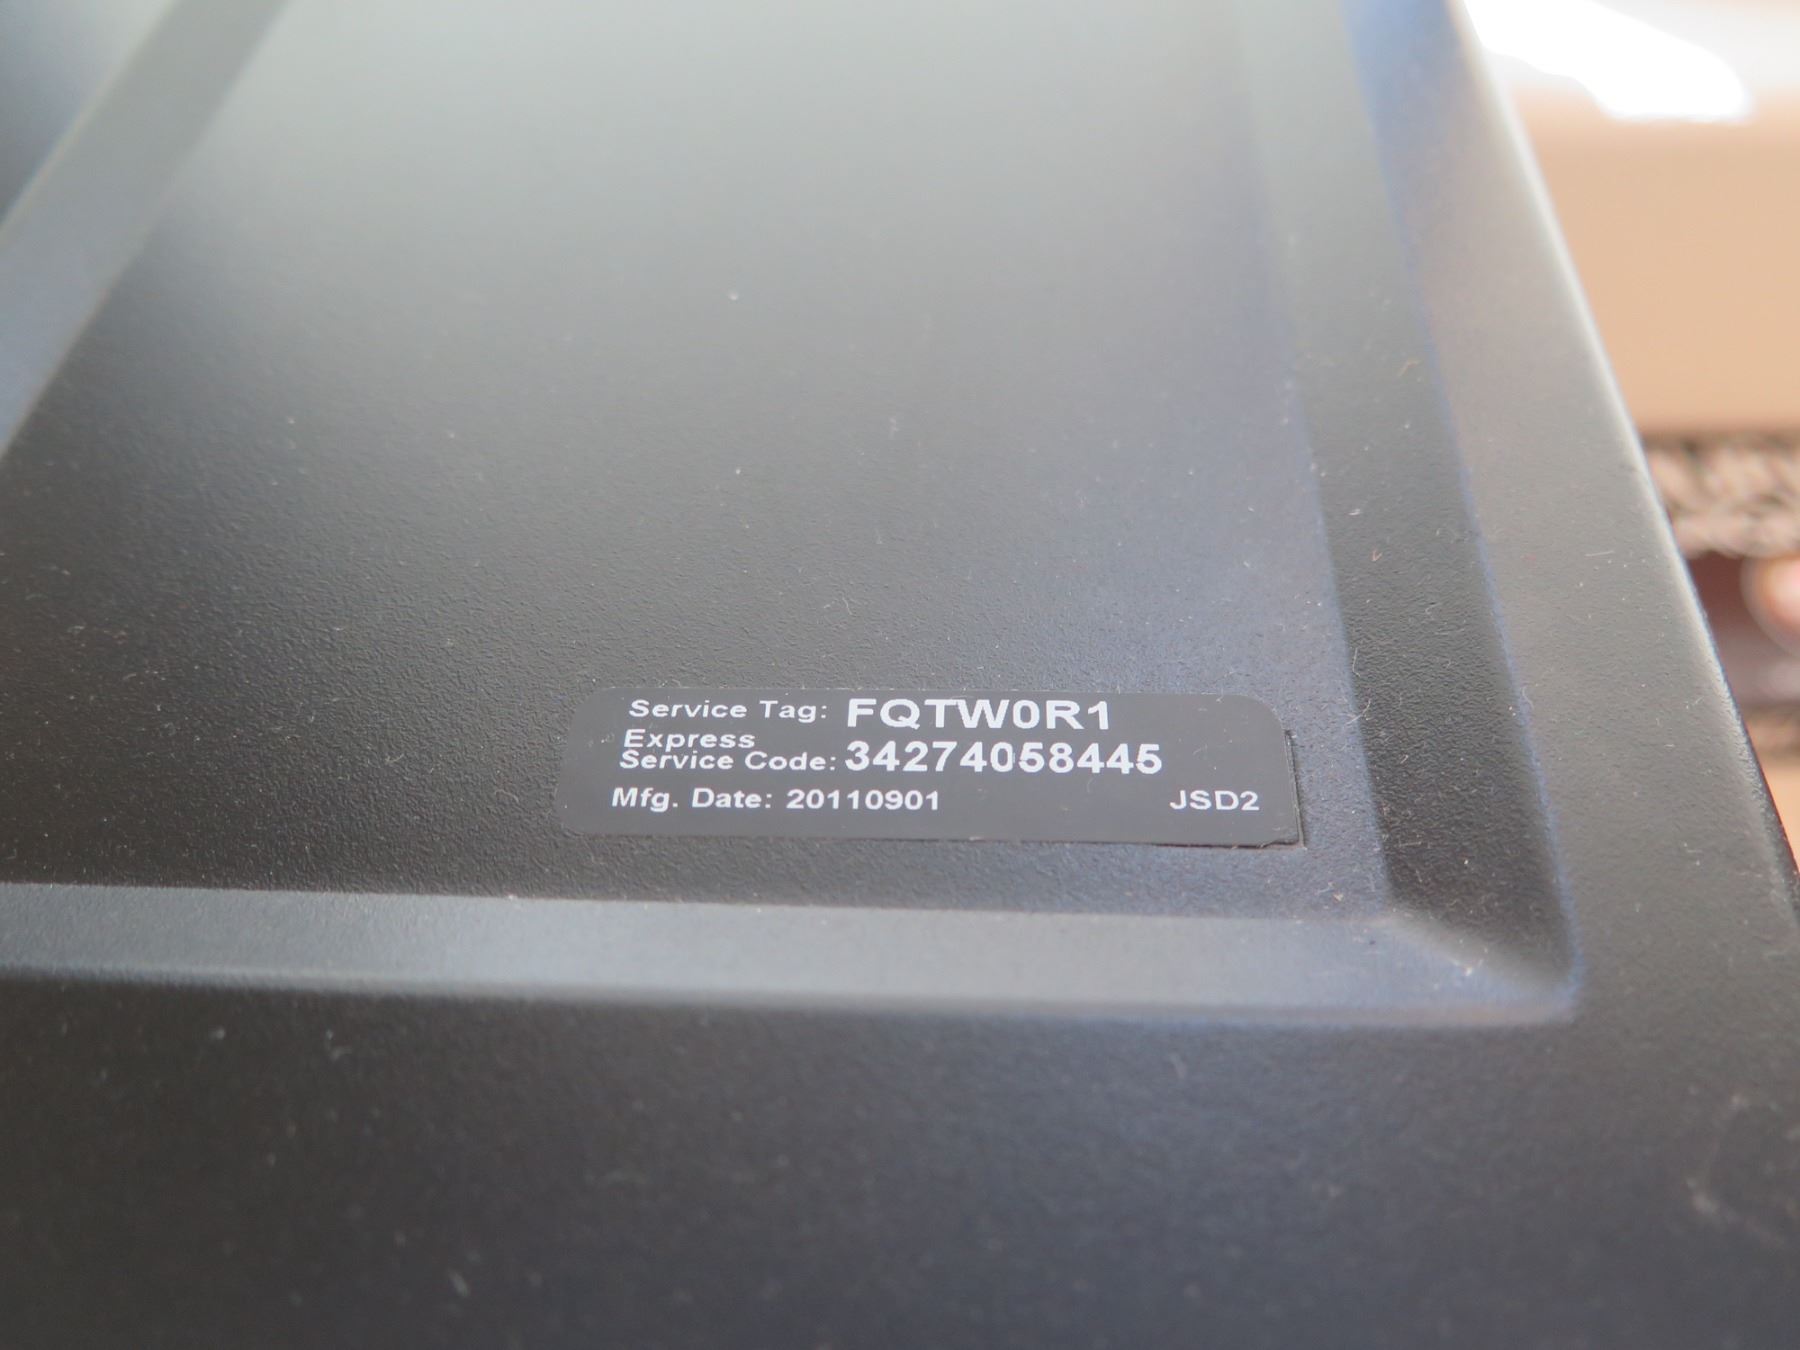 Service Tag: FQTW0R1
Express
Service Code: 34274058445
Mfg. Date: 20110901 JSD2